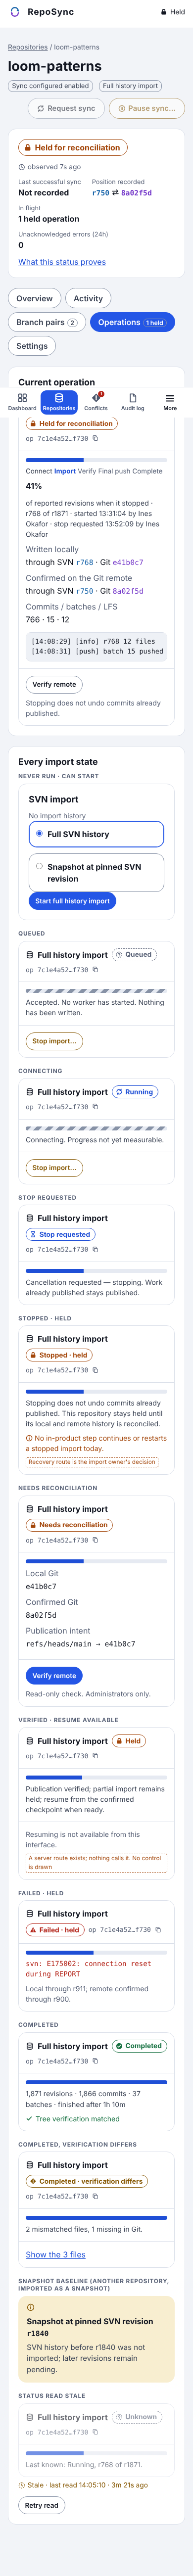 RepoSync
Held
Repositories / loom-patterns
loom-patterns
Sync configured enabled
Full history import
Request sync
Pause sync…
Held for reconciliation
observed 7s ago
Last successful sync
Not recorded
Position recorded
r750 ⇄ 8a02f5d
In flight
1 held operation
Unacknowledged errors (24h)
0
What this status proves
Overview
Activity
Branch pairs 2
Operations 1 held
Settings
Current operation
Dashboard
Repositories
Conflicts
Audit log
More
Held for reconciliation
op 7c1e4a52…f730
Connect Import Verify Final push Complete
41%
of reported revisions when it stopped ·
r768 of r1871 · started 13:31:04 by Ines
Okafor · stop requested 13:52:09 by Ines
Okafor
Written locally
through SVN r768 · Git e41b0c7
Confirmed on the Git remote
through SVN r750 · Git 8a02f5d
Commits / batches / LFS
766 · 15 · 12
[14:08:29] [info] r768 12 files
[14:08:31] [push] batch 15 pushed
Verify remote
Stopping does not undo commits already
published.
Every import state
NEVER RUN · CAN START
SVN import
No import history
Full SVN history
Snapshot at pinned SVN
revision
Start full history import
QUEUED
Full history import
Queued
op 7c1e4a52…f730
Accepted. No worker has started. Nothing
has been written.
Stop import…
CONNECTING
Full history import
Running
op 7c1e4a52…f730
Connecting. Progress not yet measurable.
Stop import…
STOP REQUESTED
Full history import
Stop requested
op 7c1e4a52…f730
Cancellation requested — stopping. Work
already published stays published.
STOPPED · HELD
Full history import
Stopped · held
op 7c1e4a52…f730
Stopping does not undo commits already
published. This repository stays held until
its local and remote history is reconciled.
No in-product step continues or restarts
a stopped import today.
Recovery route is the import owner's decision
NEEDS RECONCILIATION
Full history import
Needs reconciliation
op 7c1e4a52…f730
Local Git
e41b0c7
Confirmed Git
8a02f5d
Publication intent
refs/heads/main → e41b0c7
Verify remote
Read-only check. Administrators only.
VERIFIED · RESUME AVAILABLE
Full history import
Held
op 7c1e4a52…f730
Publication verified; partial import remains
held; resume from the confirmed
checkpoint when ready.
Resuming is not available from this
interface.
A server route exists; nothing calls it. No control
is drawn
FAILED · HELD
Full history import
Failed · held
op 7c1e4a52…f730
svn: E175002: connection reset
during REPORT
Local through r911; remote confirmed
through r900.
COMPLETED
Full history import
Completed
op 7c1e4a52…f730
1,871 revisions · 1,866 commits · 37
batches · finished after 1h 10m
Tree verification matched
COMPLETED, VERIFICATION DIFFERS
Full history import
Completed · verification differs
op 7c1e4a52…f730
2 mismatched files, 1 missing in Git.
Show the 3 files
SNAPSHOT BASELINE (ANOTHER REPOSITORY,
IMPORTED AS A SNAPSHOT)
Snapshot at pinned SVN revision
r1840
SVN history before r1840 was not
imported; later revisions remain
pending.
STATUS READ STALE
Full history import
Unknown
op 7c1e4a52…f730
Last known: Running, r768 of r1871.
Stale · last read 14:05:10 · 3m 21s ago
Retry read